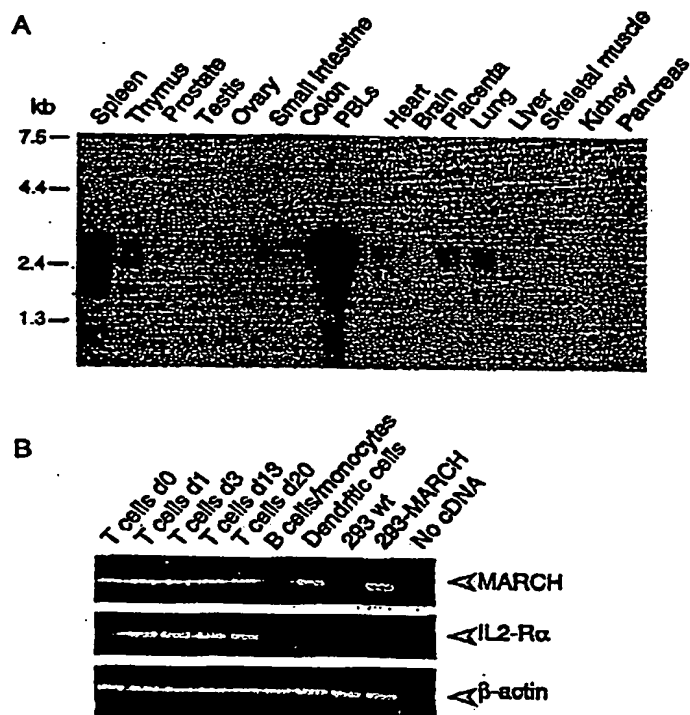 A
kb
Spleen
Thymus
Prostate
Testis
Ovary
Small intestine
Colon
PBLs
Heart
Brain
Placenta
Lung
Liver
Skeletal muscle
Kidney
Pancreas
7.5
4.4
2.4
1.3
B
T cells d0
T cells d1
T cells d3
T cells d13
T cells d20
B cells/monocytes
Dendritic cells
293 wt
293-MARCH
No cDNA
MARCH
IL2-Rα
β-actin